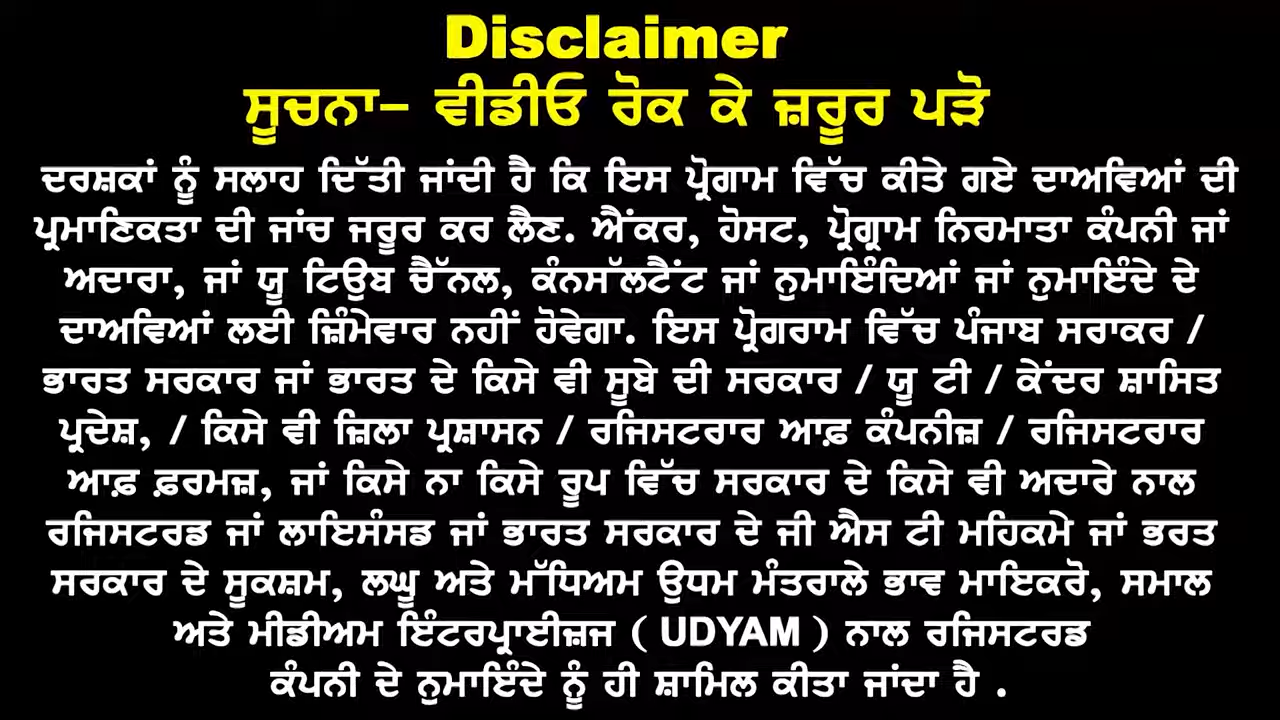 Disclaimer
ਸੂਚਨਾ- ਵੀਡੀਓ ਰੋਕ ਕੇ ਜ਼ਰੂਰ ਪੜੋ
ਦਰਸ਼ਕਾਂ ਨੂੰ ਸਲਾਹ ਦਿੱਤੀ ਜਾਂਦੀ ਹੈ ਕਿ ਇਸ ਪ੍ਰੋਗਾਮ ਵਿੱਚ ਕੀਤੇ ਗਏ ਦਾਅਵਿਆਂ ਦੀ
ਪ੍ਰਮਾਣਿਕਤਾ ਦੀ ਜਾਂਚ ਜਰੂਰ ਕਰ ਲੈਣ. ਐਂਕਰ, ਹੋਸਟ, ਪ੍ਰੋਗ੍ਰਾਮ ਨਿਰਮਾਤਾ ਕੰਪਨੀ ਜਾਂ
ਅਦਾਰਾ, ਜਾਂ ਯੂ ਟਿਉਬ ਚੈੱਨਲ, ਕੰਨਸੱਲਟੈਂਟ ਜਾਂ ਨੁਮਾਇੰਦਿਆਂ ਜਾਂ ਨੁਮਾਇੰਦੇ ਦੇ
ਦਾਅਵਿਆਂ ਲਈ ਜ਼ਿੰਮੇਵਾਰ ਨਹੀਂ ਹੋਵੇਗਾ. ਇਸ ਪ੍ਰੋਗਰਾਮ ਵਿੱਚ ਪੰਜਾਬ ਸਰਾਕਰ /
ਭਾਰਤ ਸਰਕਾਰ ਜਾਂ ਭਾਰਤ ਦੇ ਕਿਸੇ ਵੀ ਸੂਬੇ ਦੀ ਸਰਕਾਰ / ਯੂ ਟੀ / ਕੇਂਦਰ ਸ਼ਾਸਿਤ
ਪ੍ਰਦੇਸ਼, / ਕਿਸੇ ਵੀ ਜ਼ਿਲਾ ਪ੍ਰਸ਼ਾਸਨ / ਰਜਿਸਟਰਾਰ ਆਫ਼ ਕੰਪਨੀਜ਼ / ਰਜਿਸਟਰਾਰ
ਆਫ਼ ਫ਼ਰਮਜ਼, ਜਾਂ ਕਿਸੇ ਨਾ ਕਿਸੇ ਰੂਪ ਵਿੱਚ ਸਰਕਾਰ ਦੇ ਕਿਸੇ ਵੀ ਅਦਾਰੇ ਨਾਲ
ਰਜਿਸਟਰਡ ਜਾਂ ਲਾਇਸੰਸਡ ਜਾਂ ਭਾਰਤ ਸਰਕਾਰ ਦੇ ਜੀ ਐਸ ਟੀ ਮਹਿਕਮੇ ਜਾਂ ਭਰਤ
ਸਰਕਾਰ ਦੇ ਸੂਕਸ਼ਮ, ਲਘੂ ਅਤੇ ਮੱਧਿਅਮ ਉਧਮ ਮੰਤਰਾਲੇ ਭਾਵ ਮਾਇਕਰੋ, ਸਮਾਲ
ਅਤੇ ਮੀਡੀਅਮ ਇੰਟਰਪ੍ਰਾਈਜ਼ਜ ( UDYAM ) ਨਾਲ ਰਜਿਸਟਰਡ
ਕੰਪਨੀ ਦੇ ਨੁਮਾਇੰਦੇ ਨੂੰ ਹੀ ਸ਼ਾਮਿਲ ਕੀਤਾ ਜਾਂਦਾ ਹੈ .